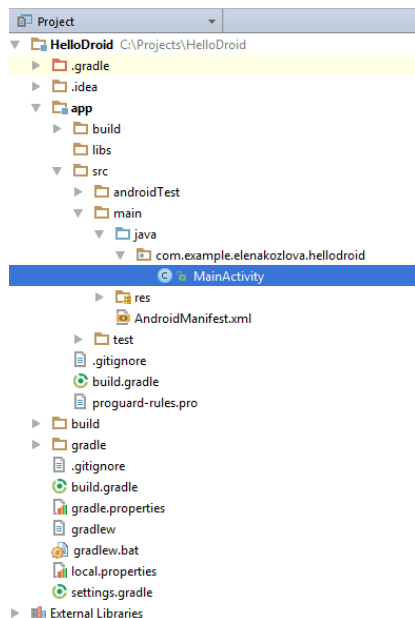 Project
HelloDroid C:\Projects\HelloDroid
.gradle
.idea
app
build
libs
src
androidTest
main
java
com.example.elenakozlova.hellodroid
MainActivity
res
AndroidManifest.xml
test
.gitignore
build.gradle
proguard-rules.pro
build
gradle
.gitignore
build.gradle
gradle.properties
gradlew
gradlew.bat
local.properties
settings.gradle
External Libraries